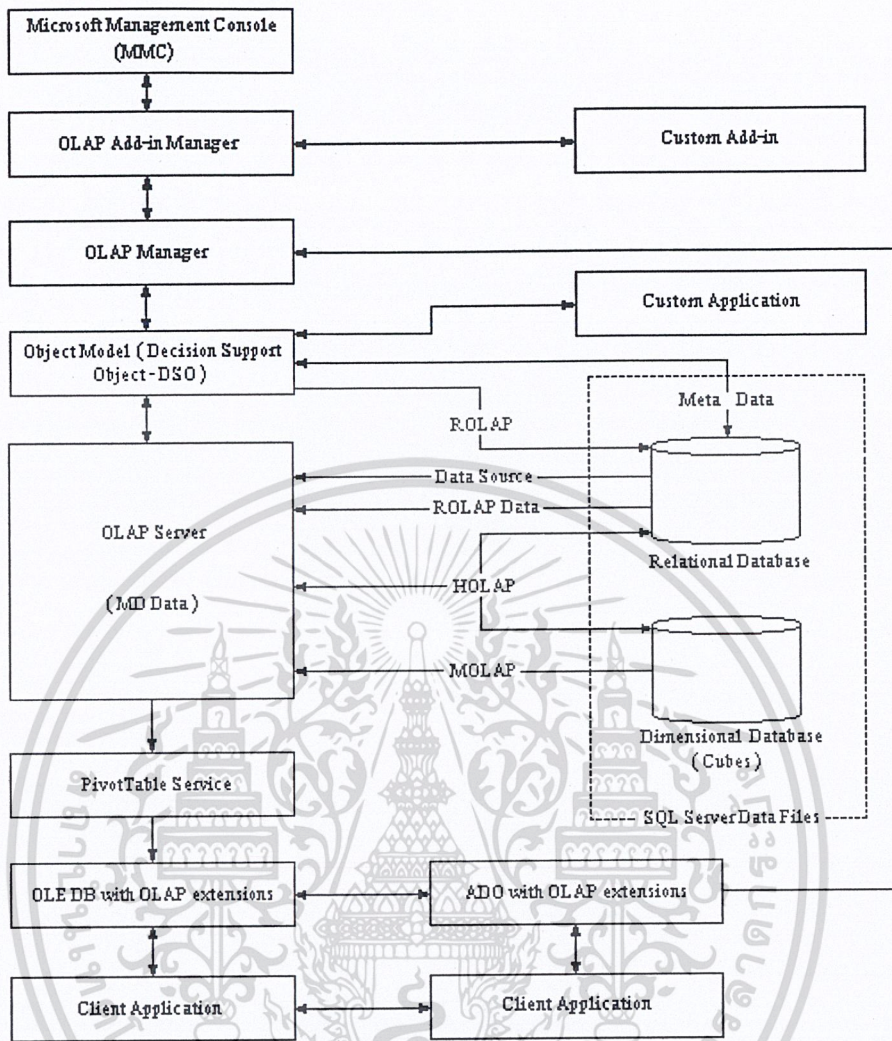 Microsoft Management Console
(MMC)
OLAP Add-in Manager
Custom Add-in
OLAP Manager
Custom Application
Object Model (Decision Support
Object - DSO)
Meta Data
ROLAP
Data Source
ROLAP Data
OLAP Server
(MD Data)
HOLAP
Relational Database
MOLAP
Dimensional Database
(Cubes)
PivotTable Service
SQL Server Data Files
OLE DB with OLAP extensions
ADO with OLAP extensions
Client Application
Client Application